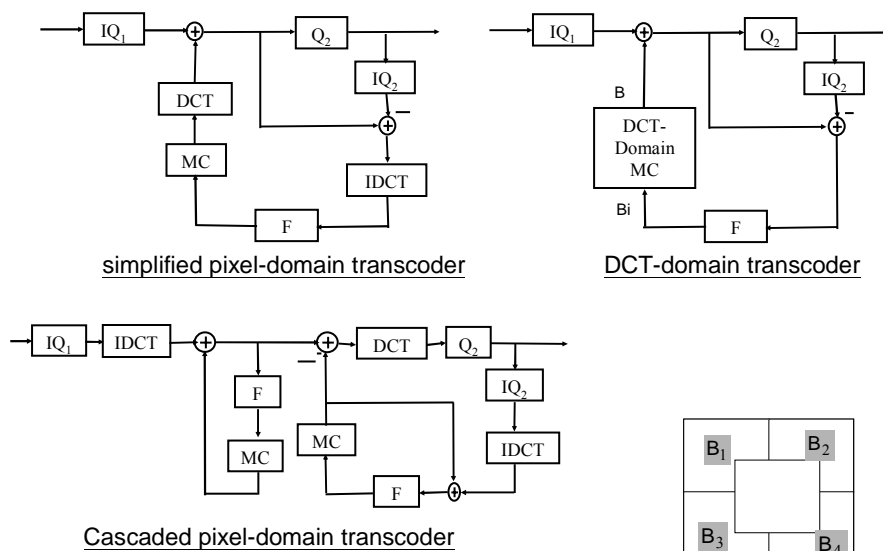 IQ1
Q2
IQ2
DCT
MC
IDCT
F
simplified pixel-domain transcoder
IQ1
Q2
IQ2
B
DCT-
Domain
MC
Bi
F
DCT-domain transcoder
IQ1
IDCT
DCT
Q2
F
IQ2
MC
MC
IDCT
F
Cascaded pixel-domain transcoder
B1
B2
B3
B4